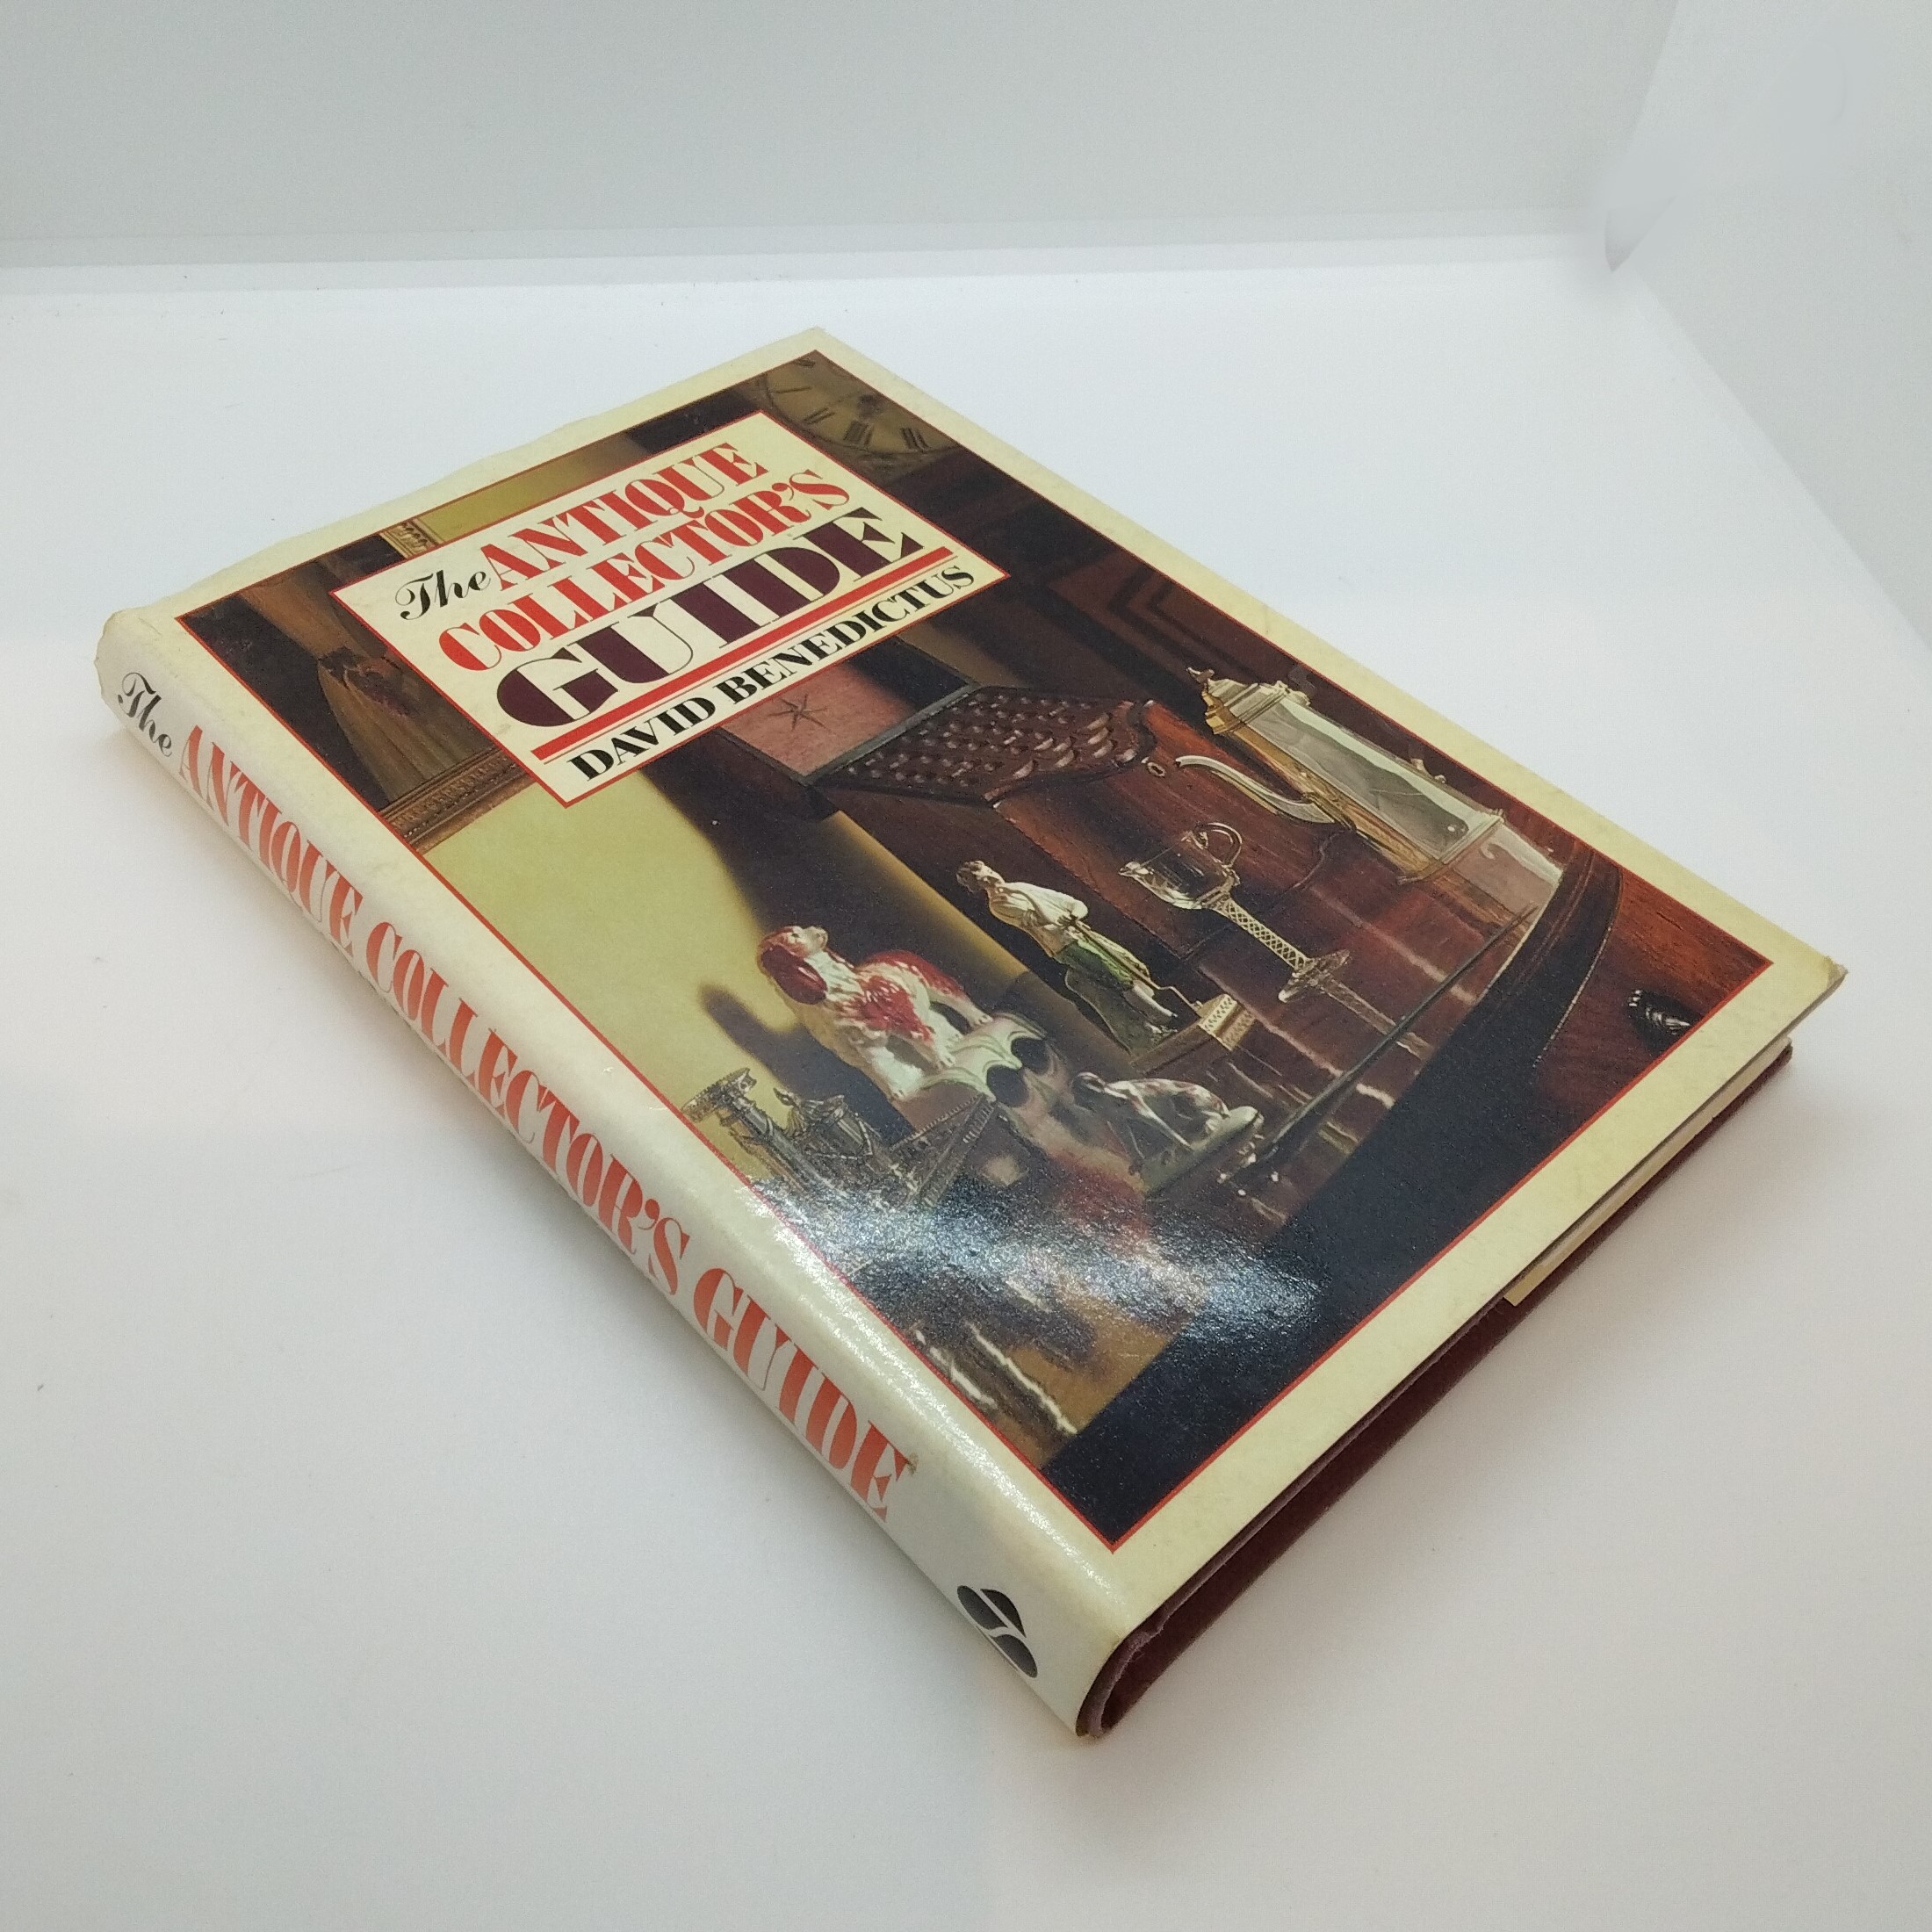 The ANTIQUE
COLLECTOR'S
GUIDE
DAVID BENEDICTUS
The ANTIQUE COLLECTOR'S GUIDE